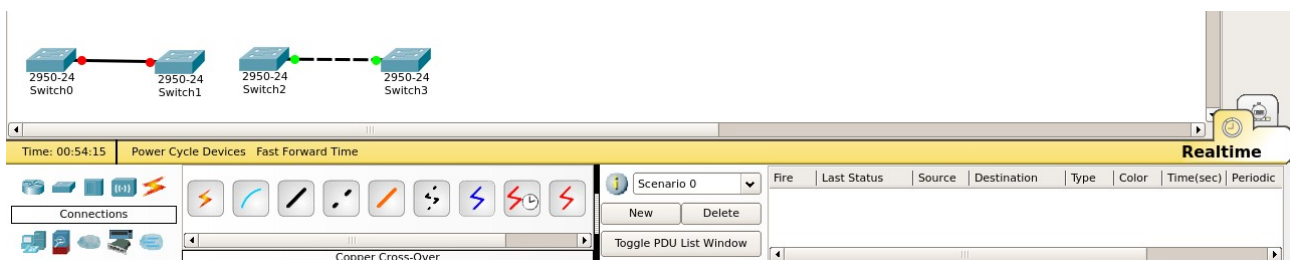 2950-24 2950-24 2950-24 2950-24
Switch0 Switch1 Switch2 Switch3
Time: 00:54:15 Power Cycle Devices Fast Forward Time Realtime
Fire Last Status Source Destination Type Color Time(sec) Periodic
Scenario 0
Connections
New Delete
Toggle PDU List Window
Copper Cross-Over